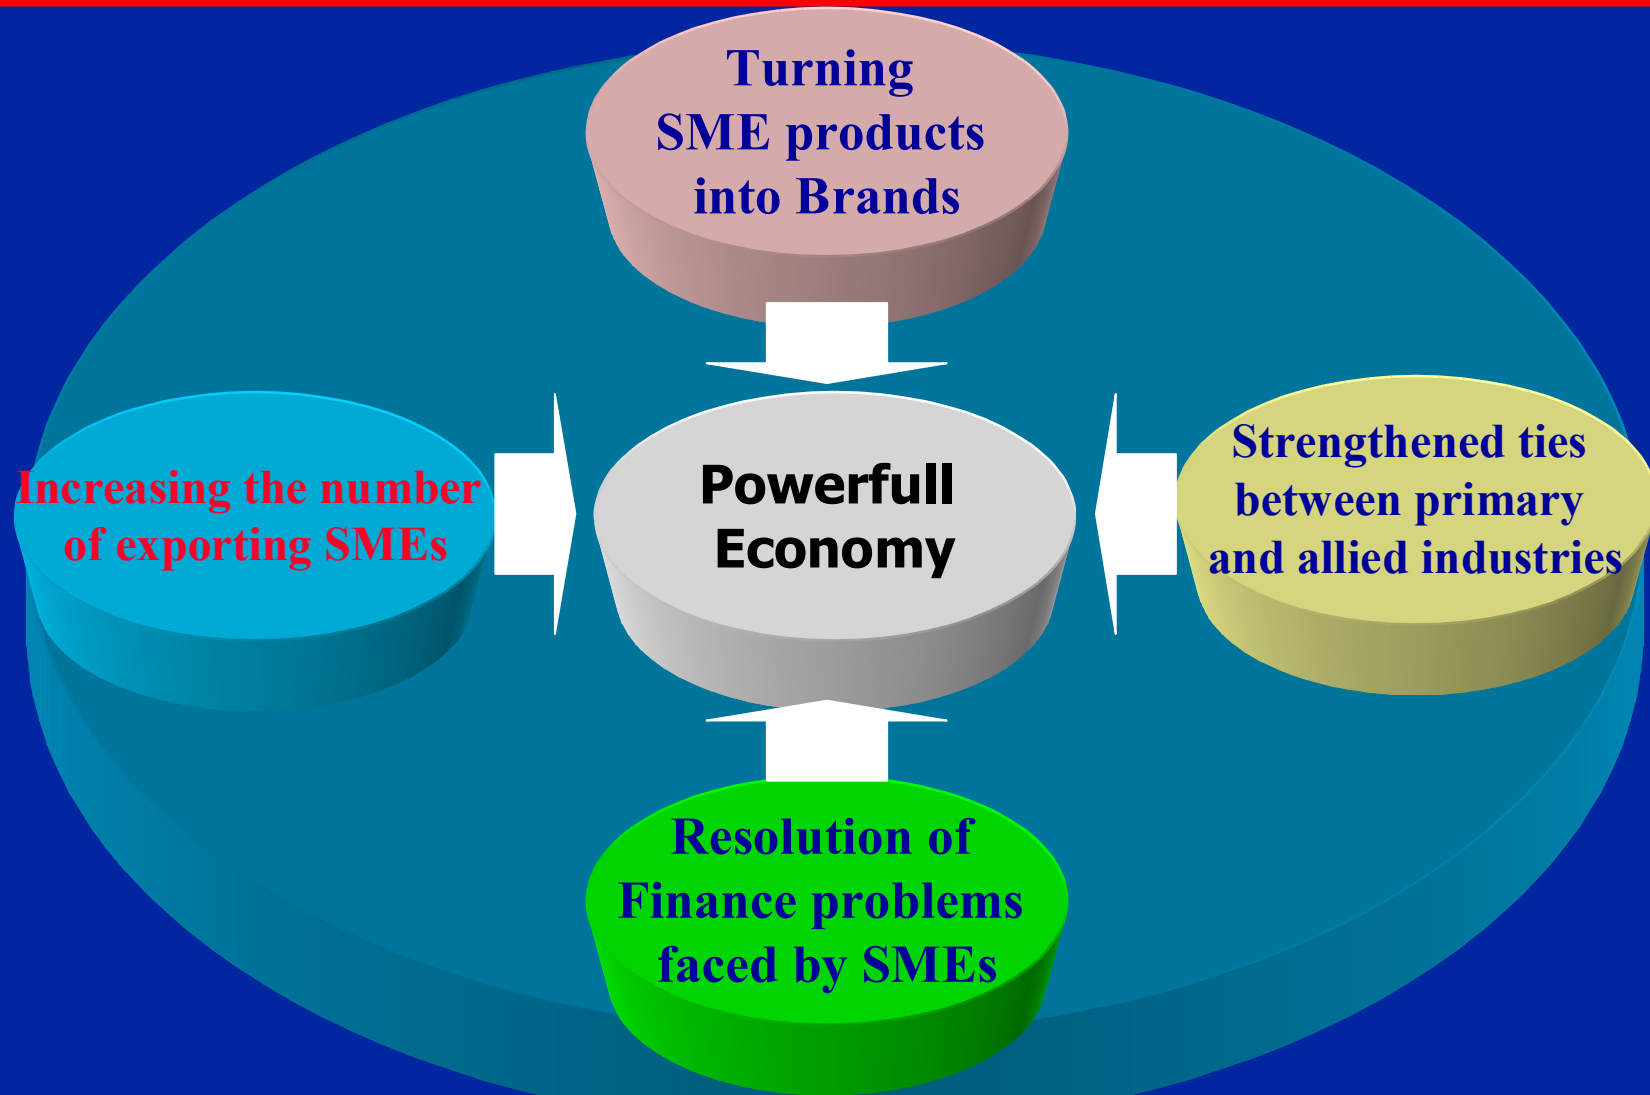 Turning
SME products
into Brands
Increasing the number
of exporting SMEs
Powerfull
Economy
Strengthened ties
between primary
and allied industries
Resolution of
Finance problems
faced by SMEs